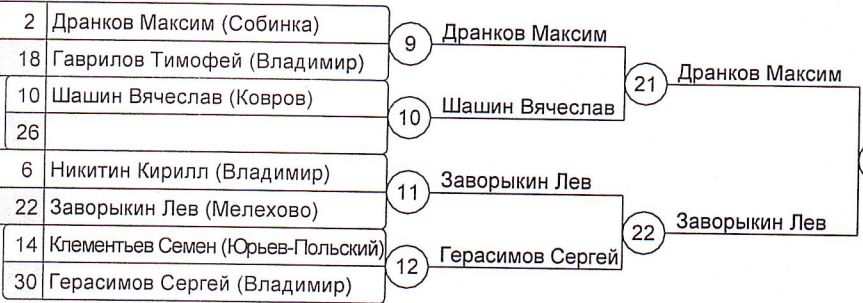 2 Дранков Максим (Собинка)
18 Гаврилов Тимофей (Владимир)
9 Дранков Максим
10 Шашин Вячеслав (Ковров)
26
10 Шашин Вячеслав
21 Дранков Максим
6 Никитин Кирилл (Владимир)
22 Заворыкин Лев (Мелехово)
11 Заворыкин Лев
14 Клементьев Семен (Юрьев-Польский)
30 Герасимов Сергей (Владимир)
12 Герасимов Сергей
22 Заворыкин Лев